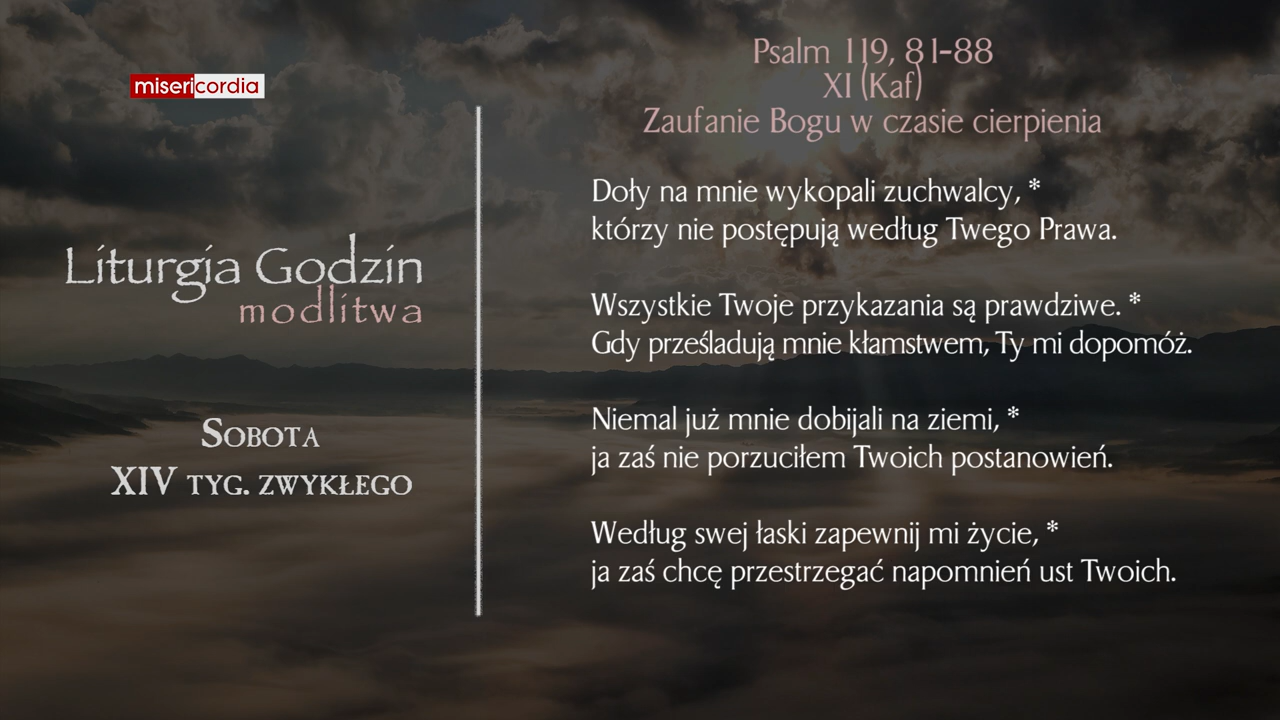 misericordia
Liturgia Godzin
modlitwa
Sobota
XIV tyg. zwykłego
Psalm 119, 81-88
XI (Kaf)
Zaufanie Bogu w czasie cierpienia
Doły na mnie wykopali zuchwalcy, *
którzy nie postępują według Twego Prawa.
Wszystkie Twoje przykazania są prawdziwe. *
Gdy prześladują mnie kłamstwem, Ty mi dopomóż.
Niemal już mnie dobijali na ziemi, *
ja zaś nie porzuciłem Twoich postanowień.
Według swej łaski zapewnij mi życie, *
ja zaś chcę przestrzegać napomnień ust Twoich.